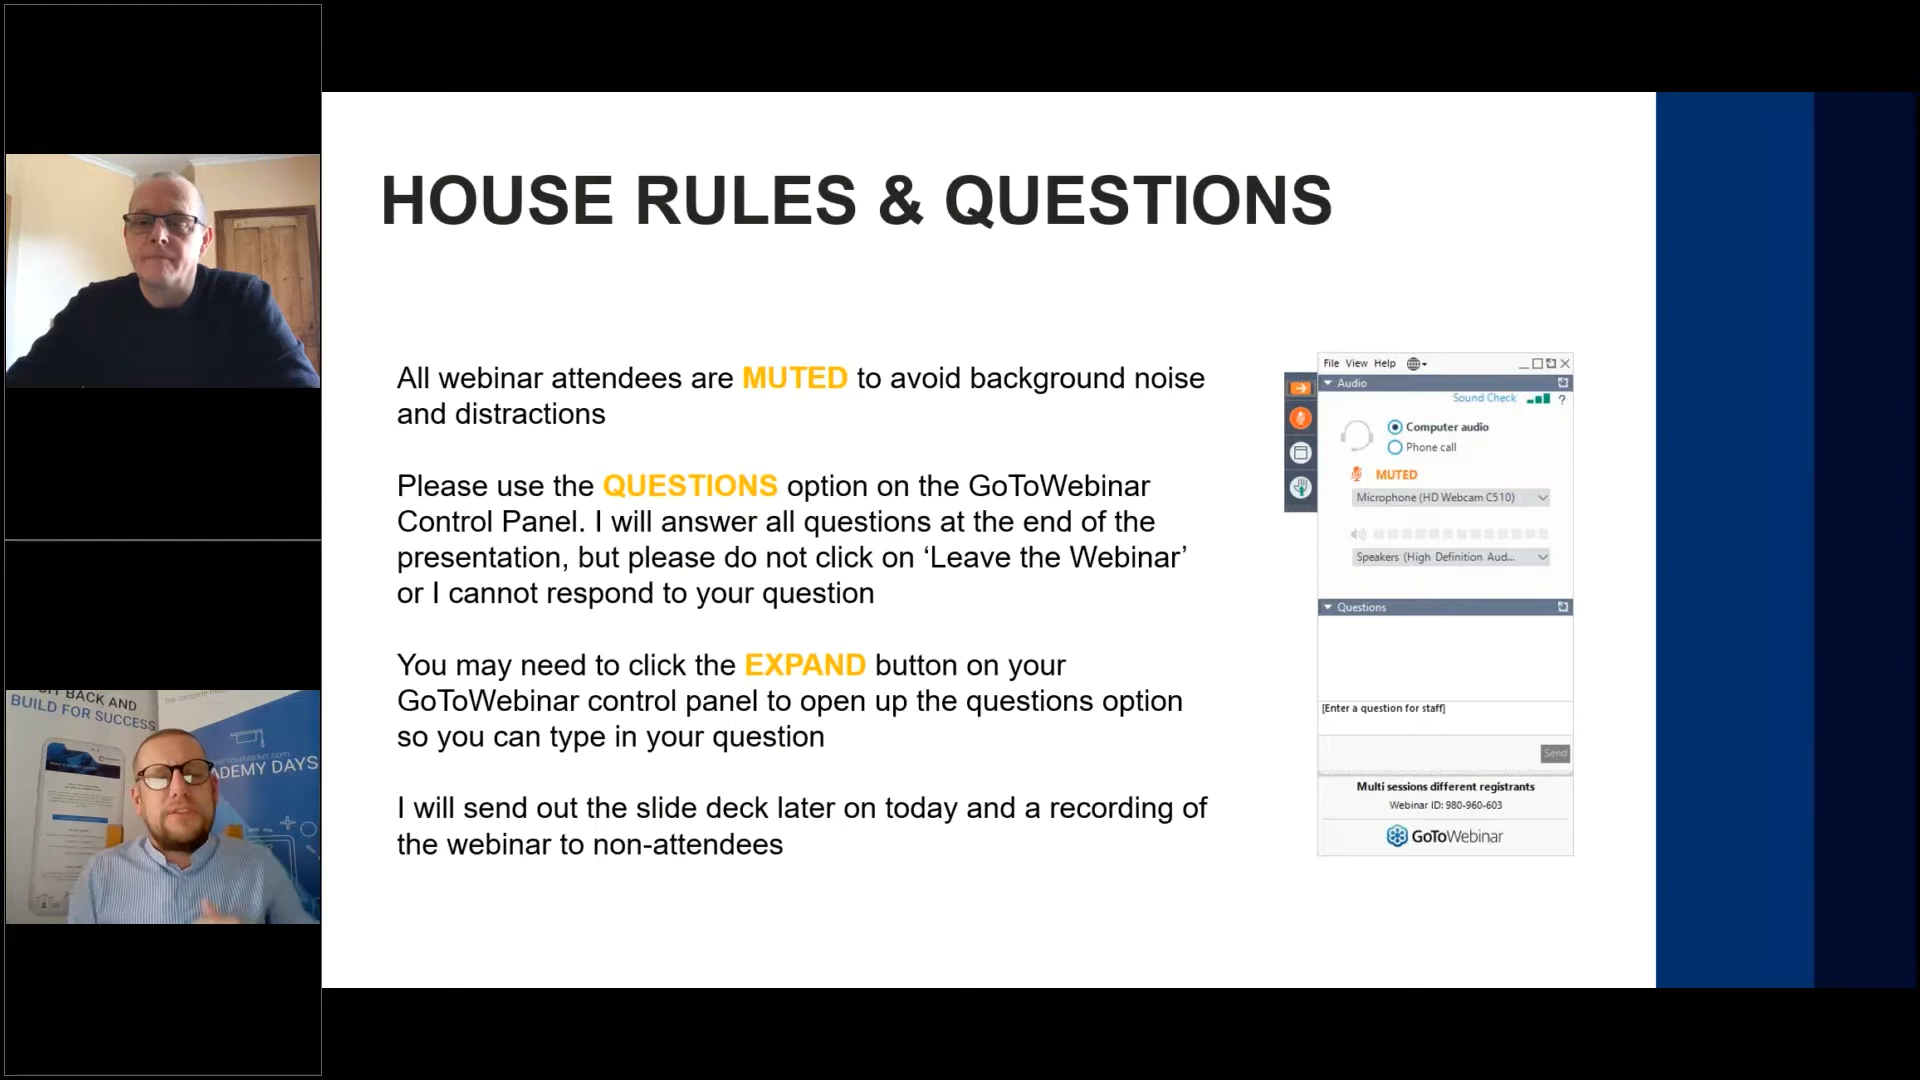 HOUSE RULES & QUESTIONS
All webinar attendees are MUTED to avoid background noise
and distractions
Please use the QUESTIONS option on the GoToWebinar
Control Panel. I will answer all questions at the end of the
presentation, but please do not click on ‘Leave the Webinar’
or I cannot respond to your question
You may need to click the EXPAND button on your
GoToWebinar control panel to open up the questions option
so you can type in your question
I will send out the slide deck later on today and a recording of
the webinar to non-attendees
File View Help
Audio
Sound Check ?
Computer audio
Phone call
MUTED
Microphone (HD Webcam C510)
Speakers (High Definition Aud...
Questions
[Enter a question for staff]
Send
Multi sessions different registrants
Webinar ID: 980-960-603
GoToWebinar
BACK AND
BUILD FOR SUCCESS
The complete
DEMY DAYS